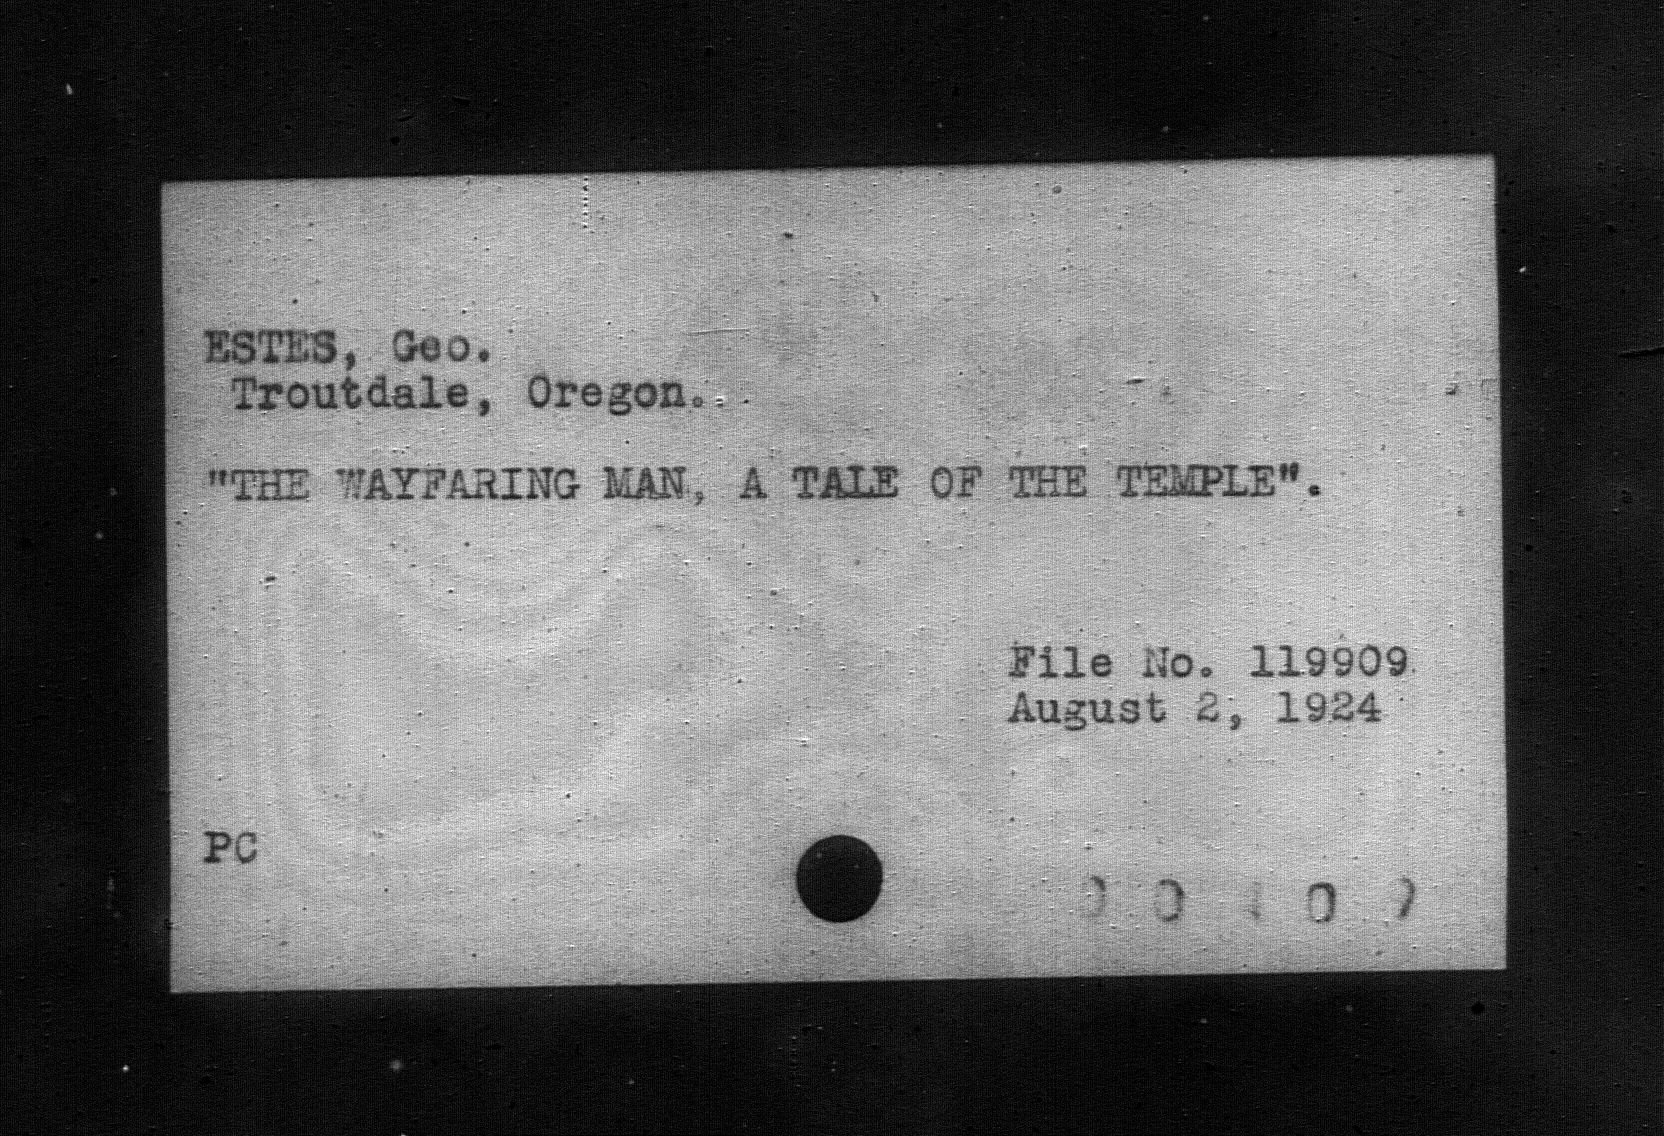 ESTES, Geo.
Troutdale, Oregon.
"THE WAYFARING MAN, A TALE OF THE TEMPLE".
File No. 119909
August 2, 1924
PC